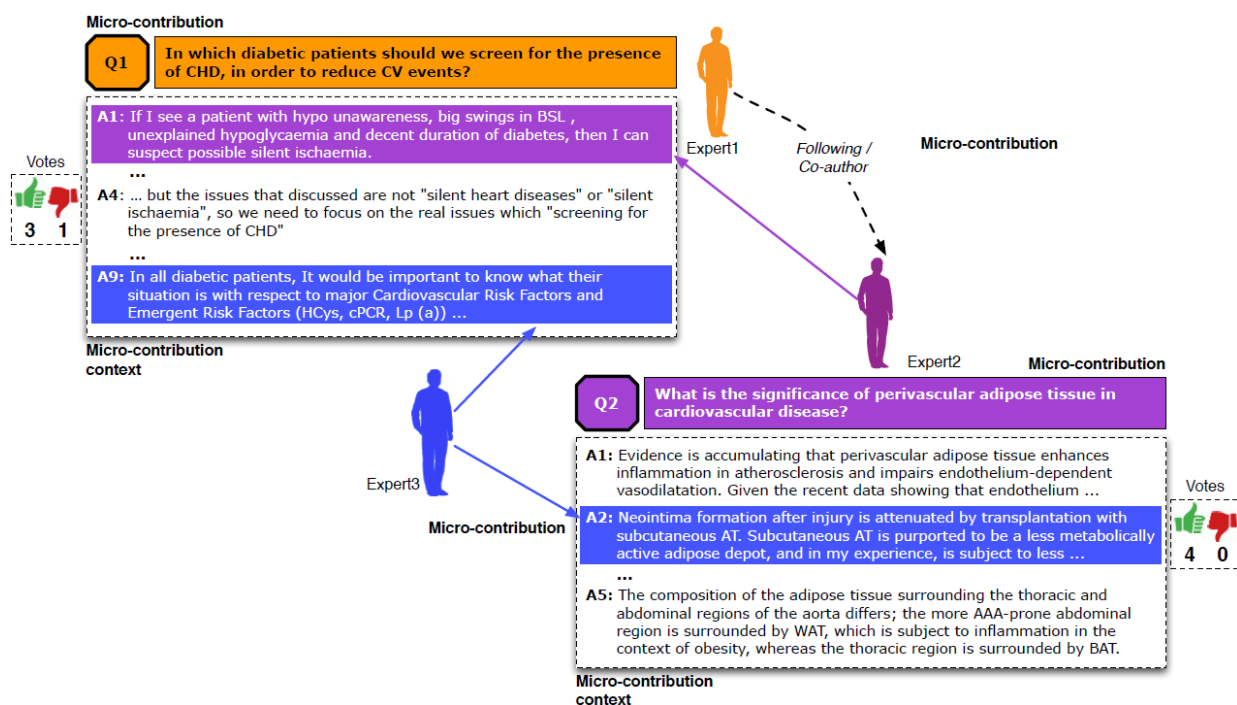 Micro-contribution
Q1
In which diabetic patients should we screen for the presence
of CHD, in order to reduce CV events?
A1: If I see a patient with hypo unawareness, big swings in BSL ,
unexplained hypoglycaemia and decent duration of diabetes, then I can
suspect possible silent ischaemia.
...
A4: ... but the issues that discussed are not "silent heart diseases" or "silent
ischaemia", so we need to focus on the real issues which "screening for
the presence of CHD"
...
A9: In all diabetic patients, It would be important to know what their
situation is with respect to major Cardiovascular Risk Factors and
Emergent Risk Factors (HCys, cPCR, Lp (a)) ...
Votes
3 1
Micro-contribution
context
Expert1
Following /
Co-author
Micro-contribution
Expert2
Expert3
Micro-contribution
Micro-contribution
Q2
What is the significance of perivascular adipose tissue in
cardiovascular disease?
A1: Evidence is accumulating that perivascular adipose tissue enhances
inflammation in atherosclerosis and impairs endothelium-dependent
vasodilatation. Given the recent data showing that endothelium ...
A2: Neointima formation after injury is attenuated by transplantation with
subcutaneous AT. Subcutaneous AT is purported to be a less metabolically
active adipose depot, and in my experience, is subject to less ...
...
A5: The composition of the adipose tissue surrounding the thoracic and
abdominal regions of the aorta differs; the more AAA-prone abdominal
region is surrounded by WAT, which is subject to inflammation in the
context of obesity, whereas the thoracic region is surrounded by BAT.
Votes
4 0
Micro-contribution
context